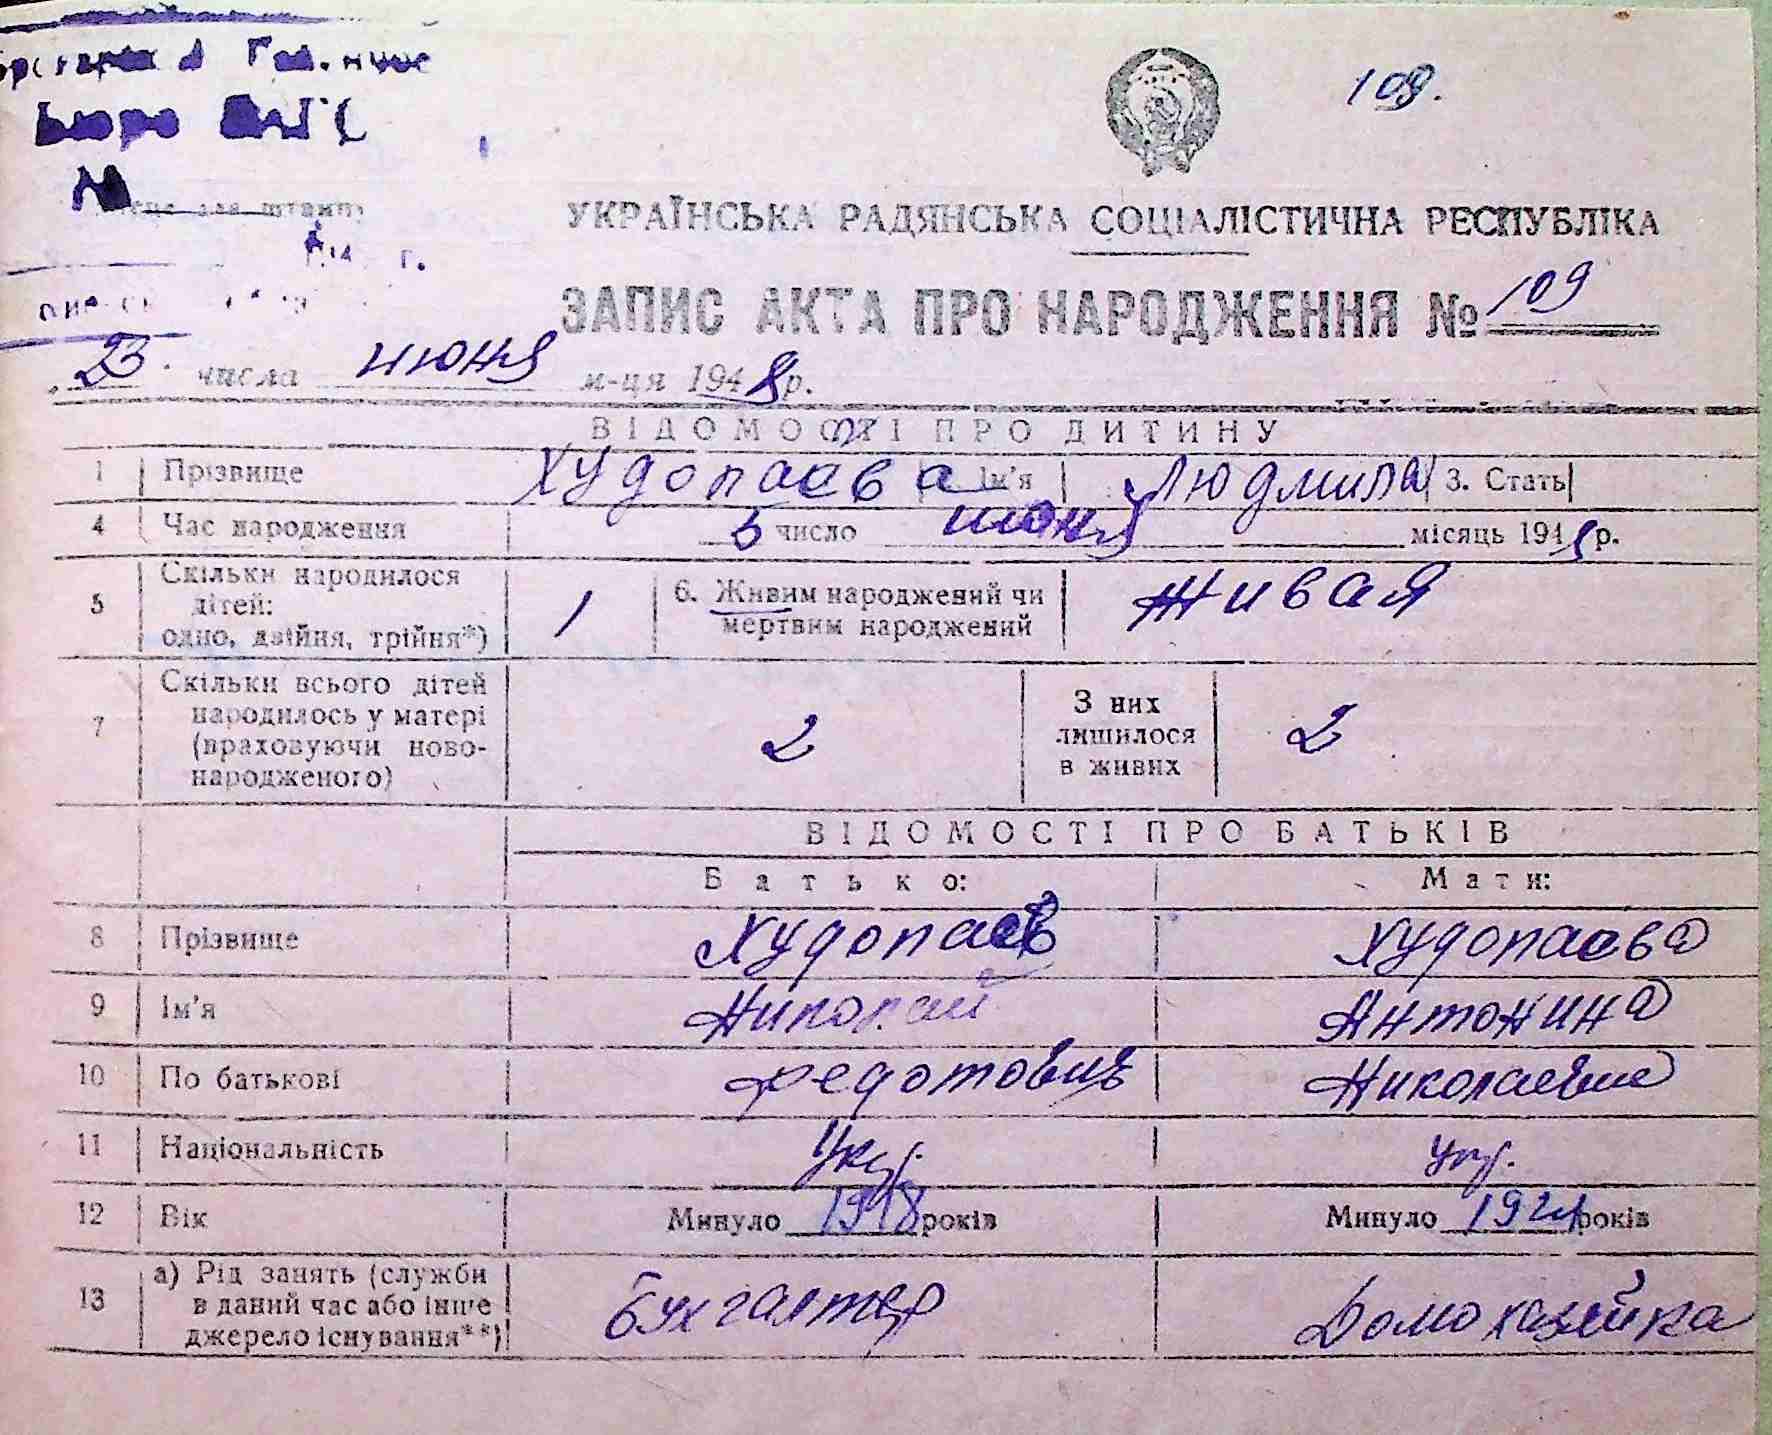 Бюро
108.
місце для штампу
г.
УКРАЇНСЬКА РАДЯНСЬКА СОЦІАЛІСТИЧНА РЕСПУБЛІКА
ЗАПИС АКТА ПРО НАРОДЖЕННЯ № 109
„ 23 числа июня м-ця 1948 р.
ВІДОМОСТІ ПРО ДИТИНУ
1 Прізвище Худопаева Ім'я Людмила 3. Стать
4 Час народження 5 число июня місяць 1948 р.
5 Скільки народилося дітей: одно, двійня, трійня*) 1 6. Живим народжений чи мертвим народжений Живая
7 Скільки всього дітей народилось у матері (враховуючи новонародженого) 2 З них лишилося в живих 2
ВІДОМОСТІ ПРО БАТЬКІВ
Батько: Мати:
8 Прізвище Худопаев Худопаева
9 Ім'я Николай Антонина
10 По батькові Федотович Николаевна
11 Національність Укр. Укр.
12 Вік Минуло 1918 років Минуло 1921 років
13 а) Рід занять (служби в даний час або інше джерело існування**) Бухгалтер Домохозяйка